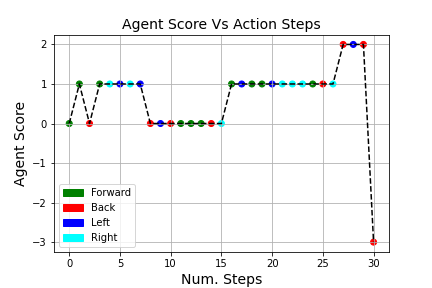 Agent Score Vs Action Steps
2
1
0
−1
−2
−3
Agent Score
Forward
Back
Left
Right
0 5 10 15 20 25 30
Num. Steps